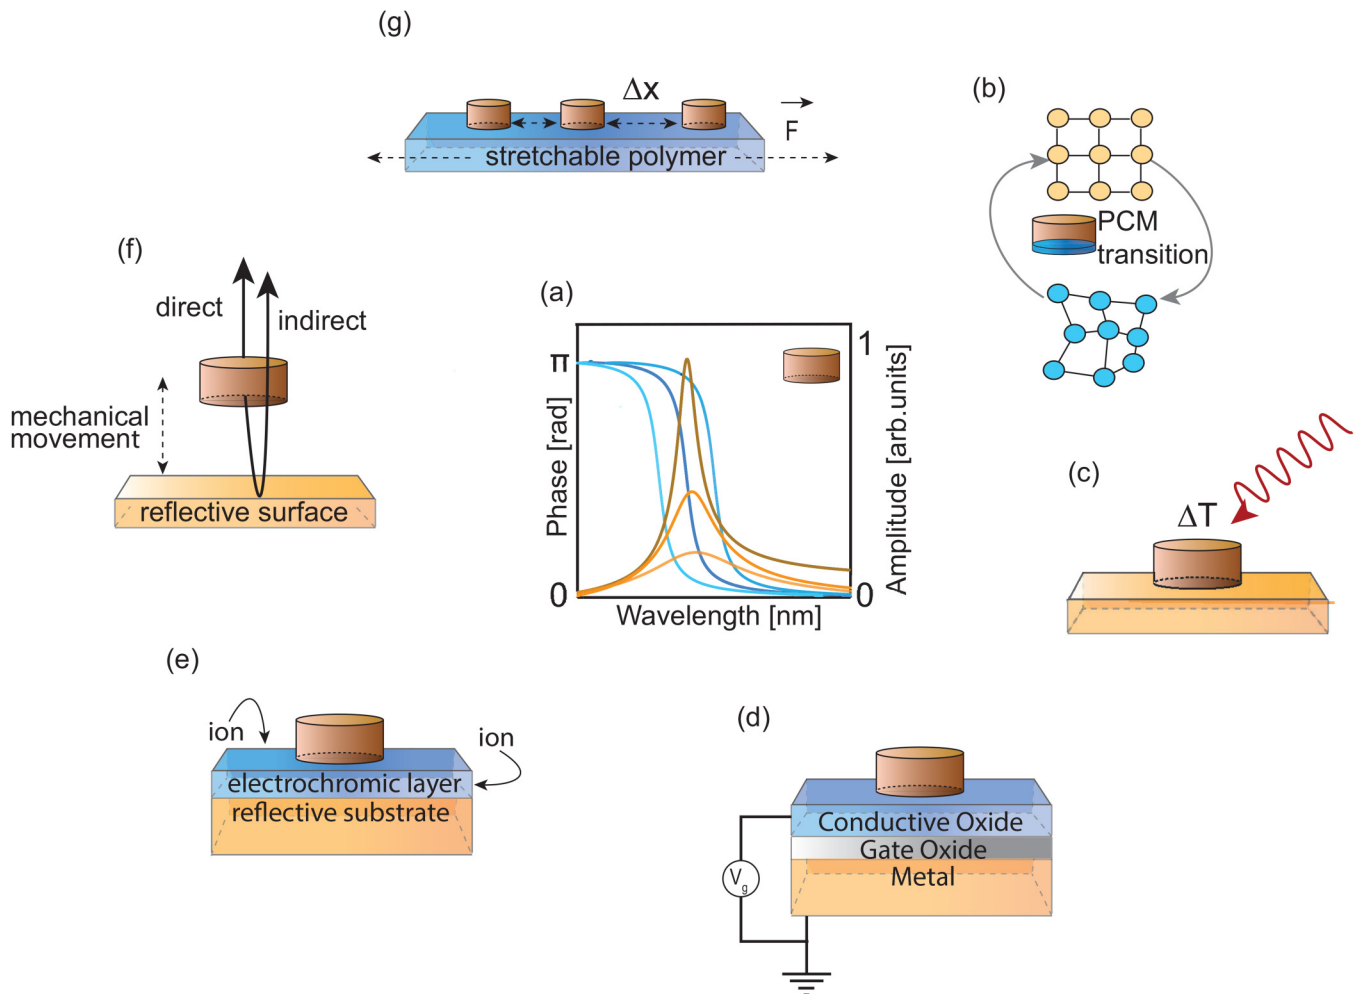 (g)
Δx
F
stretchable polymer
(b)
PCM
transition
(f)
direct
indirect
mechanical
movement
reflective surface
(a)
π
1
Phase [rad]
Amplitude [arb.units]
0
0
Wavelength [nm]
(c)
ΔT
(e)
ion
ion
electrochromic layer
reflective substrate
(d)
Conductive Oxide
Gate Oxide
Metal
Vg